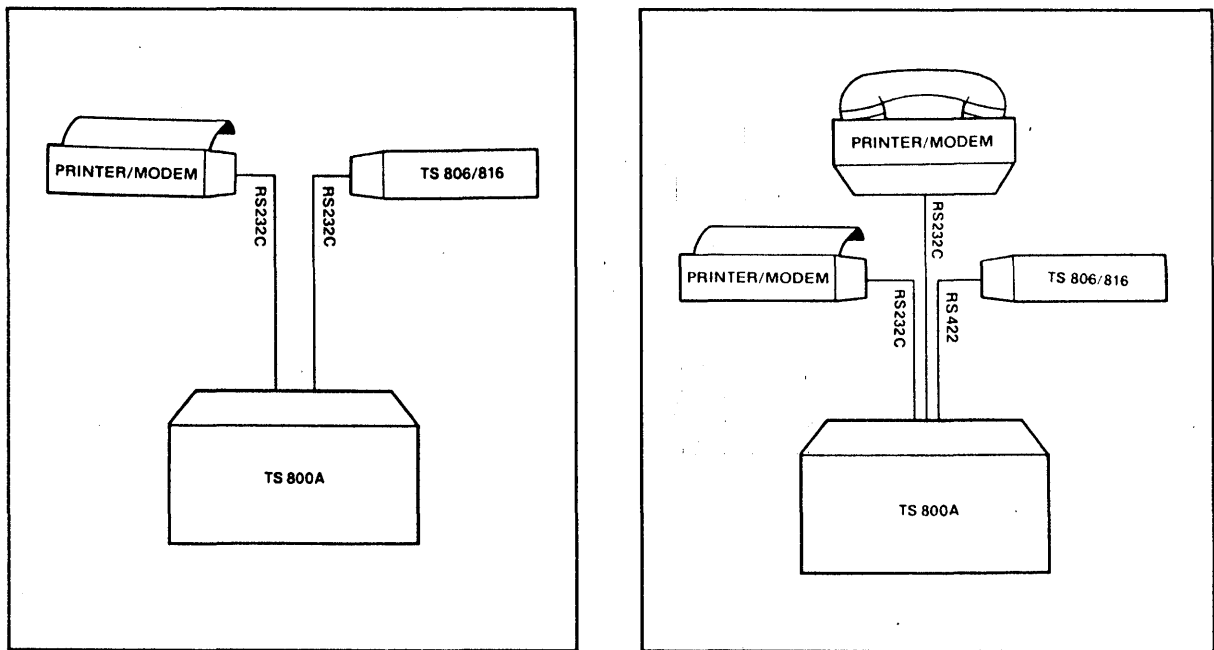 PRINTER/MODEM
TS 806/816
RS232C
RS232C
TS 800A
PRINTER/MODEM
RS232C
PRINTER/MODEM
TS 806/816
RS232C
RS422
TS 800A